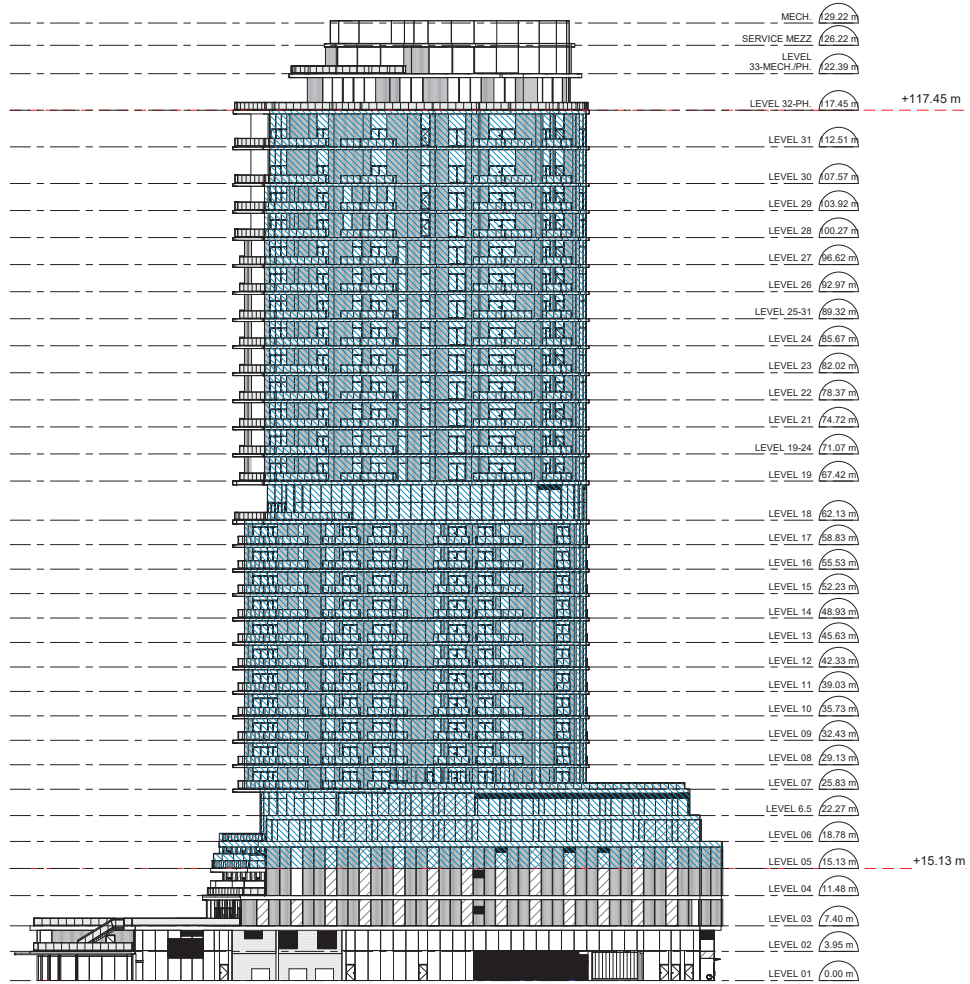 MECH. 129.22 m
SERVICE MEZZ 126.22 m
LEVEL
33-MECH./PH. 122.39 m
LEVEL 32-PH. 117.45 m +117.45 m
LEVEL 31 112.51 m
LEVEL 30 107.57 m
LEVEL 29 103.92 m
LEVEL 28 100.27 m
LEVEL 27 96.62 m
LEVEL 26 92.97 m
LEVEL 25-31 89.32 m
LEVEL 24 85.67 m
LEVEL 23 82.02 m
LEVEL 22 78.37 m
LEVEL 21 74.72 m
LEVEL 19-24 71.07 m
LEVEL 19 67.42 m
LEVEL 18 62.13 m
LEVEL 17 58.83 m
LEVEL 16 55.53 m
LEVEL 15 52.23 m
LEVEL 14 48.93 m
LEVEL 13 45.63 m
LEVEL 12 42.33 m
LEVEL 11 39.03 m
LEVEL 10 35.73 m
LEVEL 09 32.43 m
LEVEL 08 29.13 m
LEVEL 07 25.83 m
LEVEL 6.5 22.27 m
LEVEL 06 18.78 m
LEVEL 05 15.13 m +15.13 m
LEVEL 04 11.48 m
LEVEL 03 7.40 m
LEVEL 02 3.95 m
LEVEL 01 0.00 m